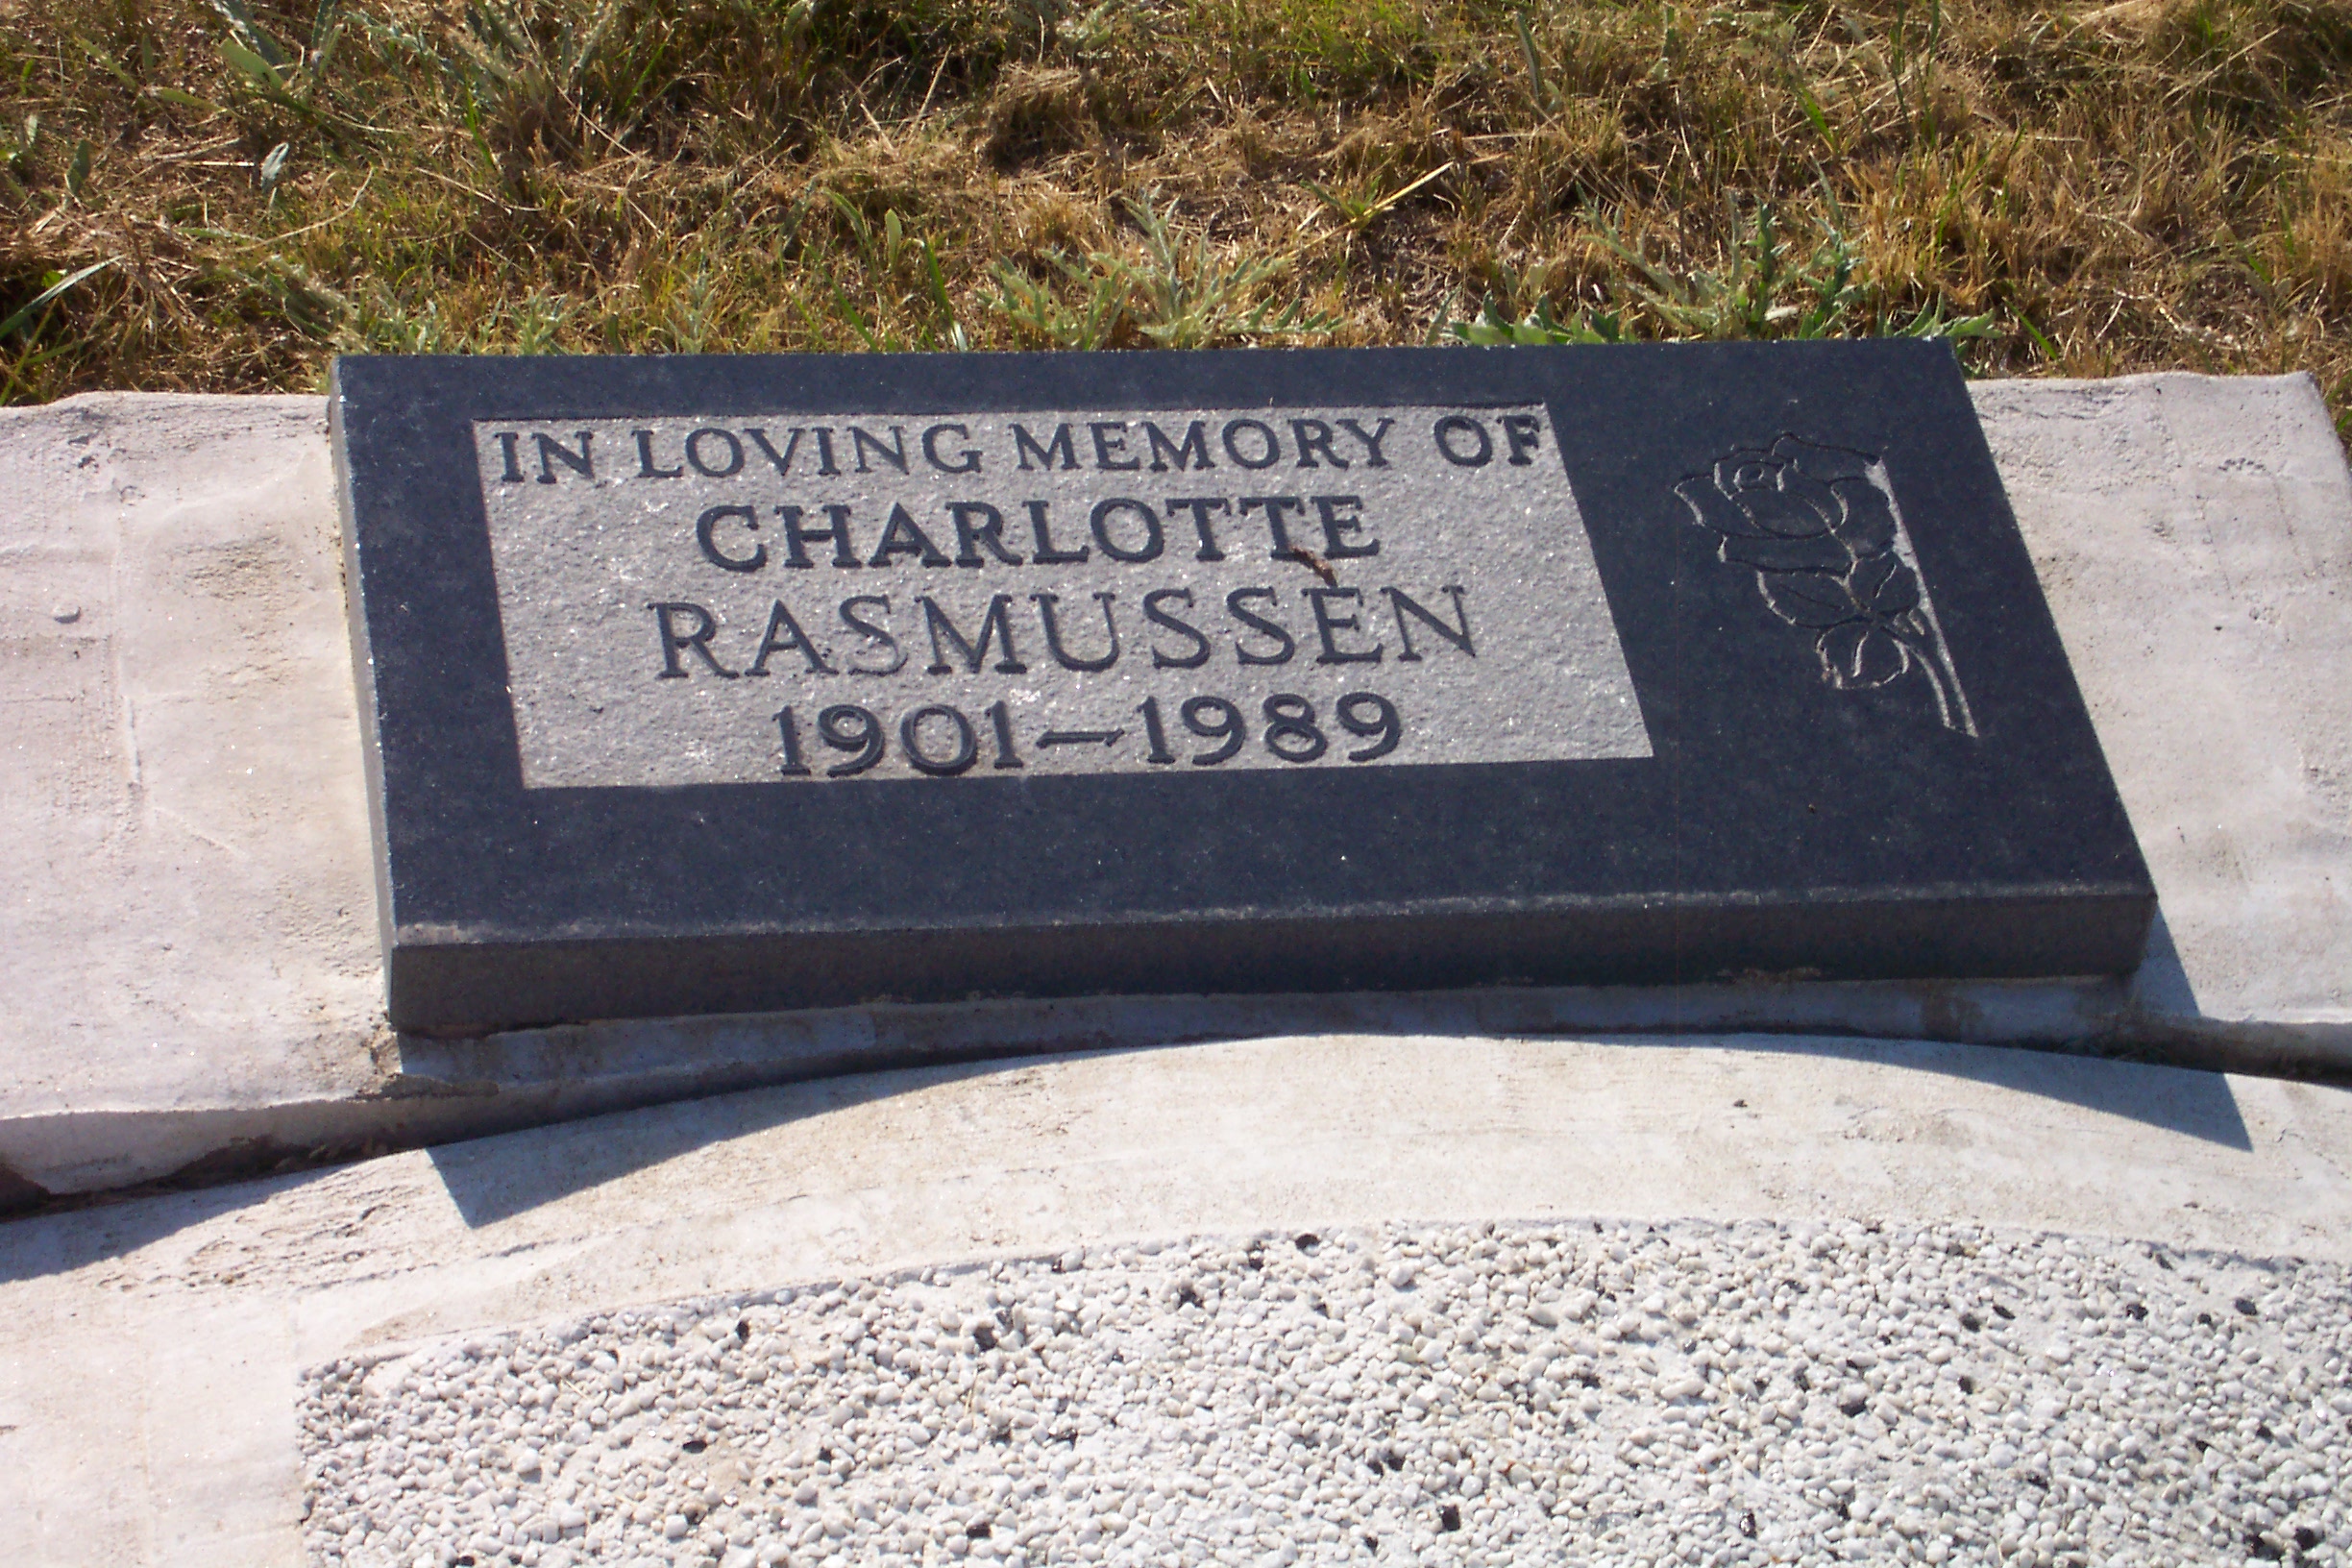 IN LOVING MEMORY OF
CHARLOTTE
RASMUSSEN
1901—1989